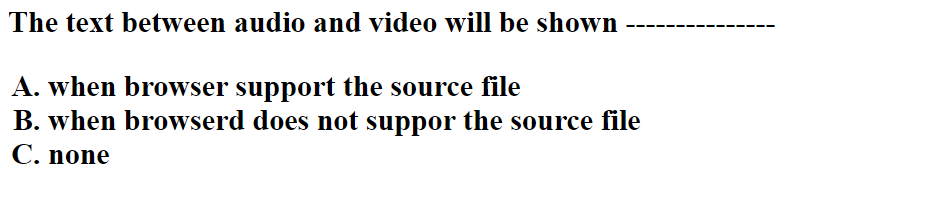 The text between audio and video will be shown ---------------
A. when browser support the source file
B. when browserd does not suppor the source file
C. none